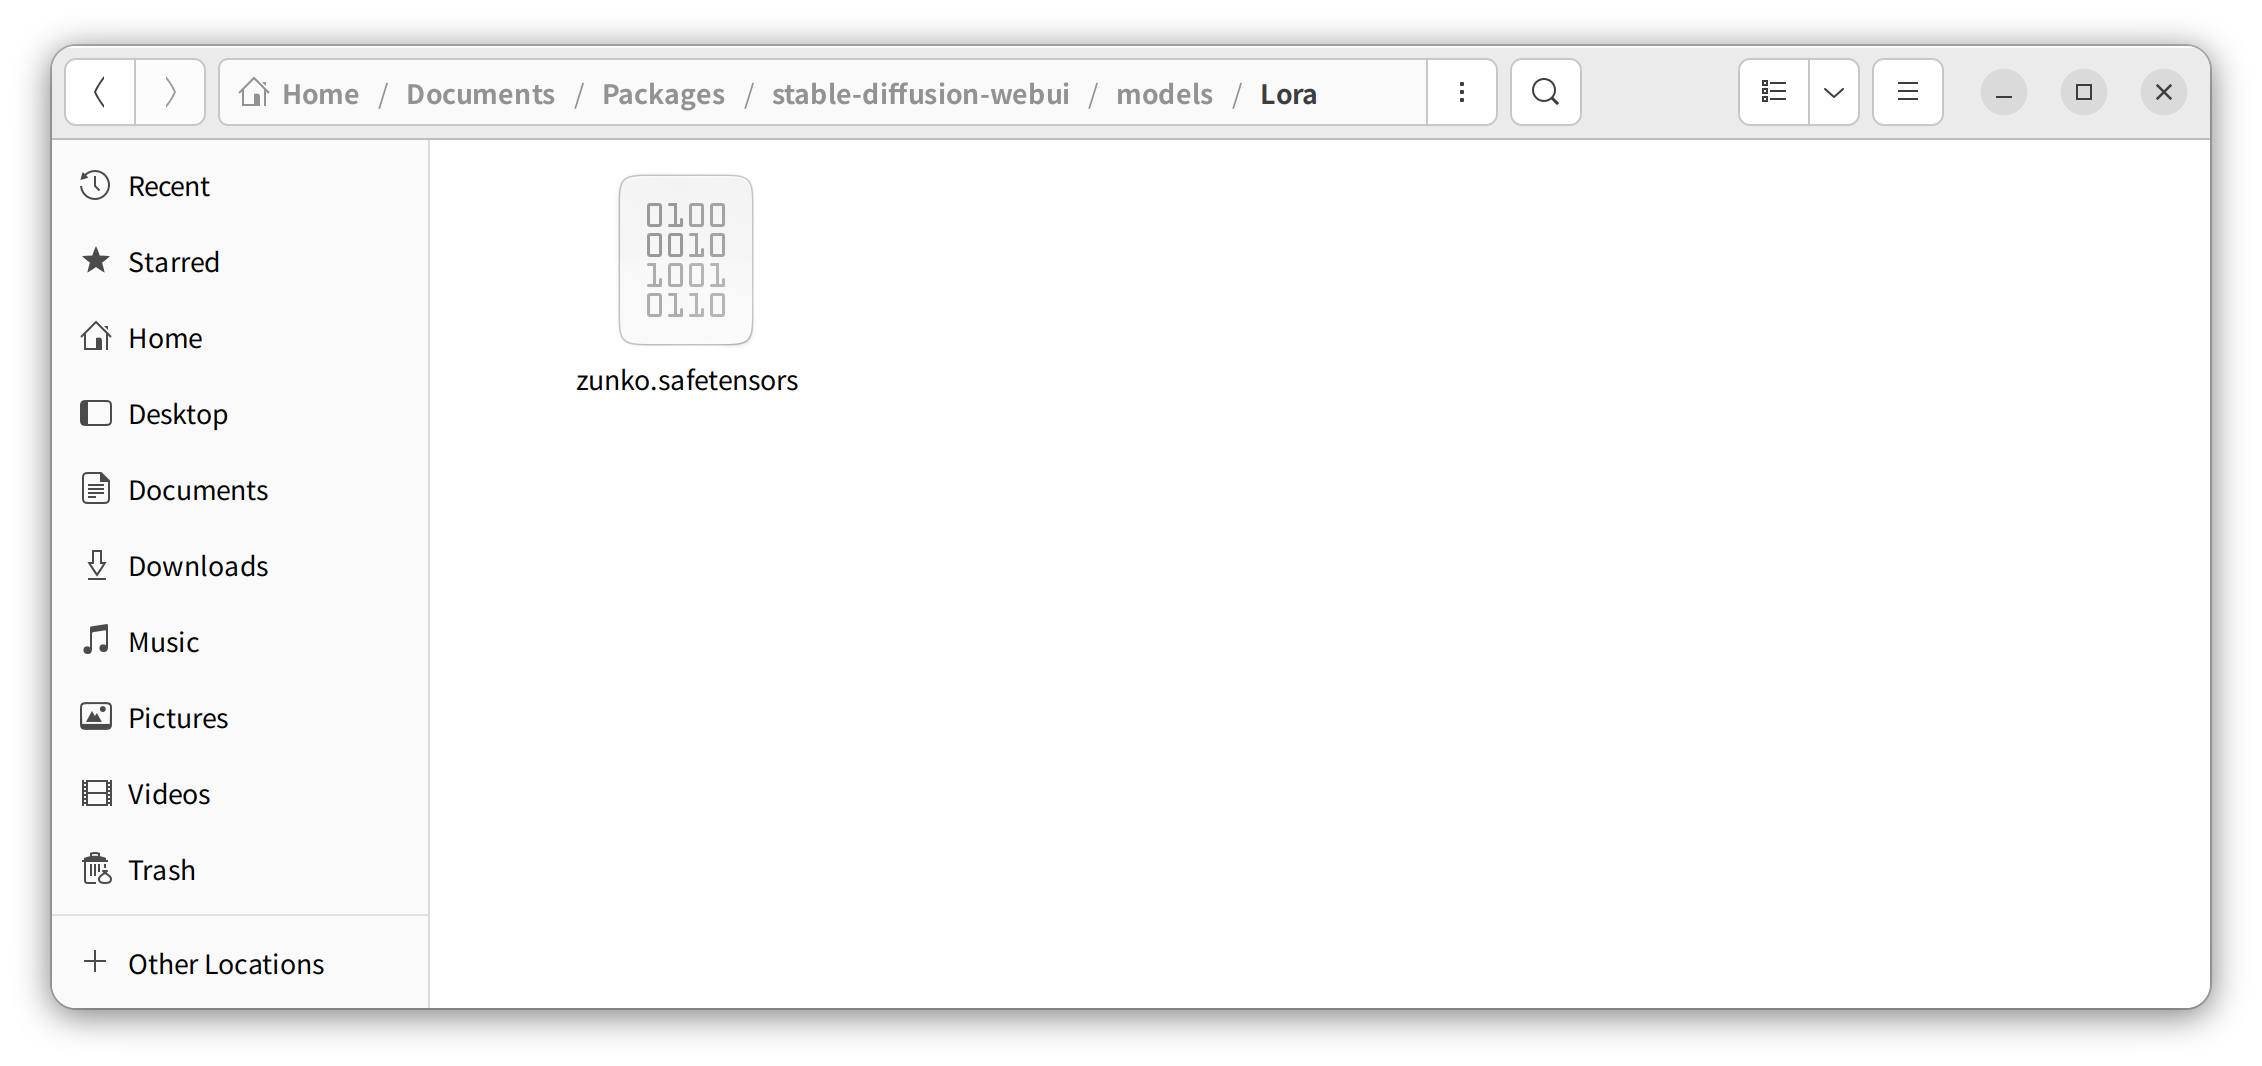 Home / Documents / Packages / stable-diffusion-webui / models / Lora
Recent
Starred
Home
Desktop
Documents
Downloads
Music
Pictures
Videos
Trash
Other Locations
0100
0010
1001
0110
zunko.safetensors